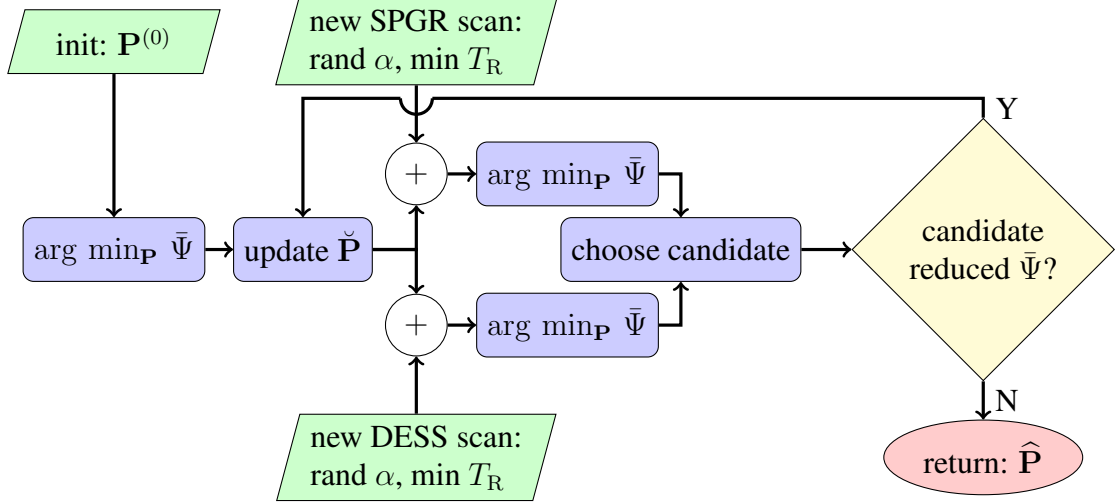 init: P^(0)
new SPGR scan:
rand α, min T_R
Y
+
arg min_P Ψ̄
arg min_P Ψ̄
update P̆
choose candidate
candidate
reduced Ψ̄?
+
arg min_P Ψ̄
N
new DESS scan:
rand α, min T_R
return: P̂